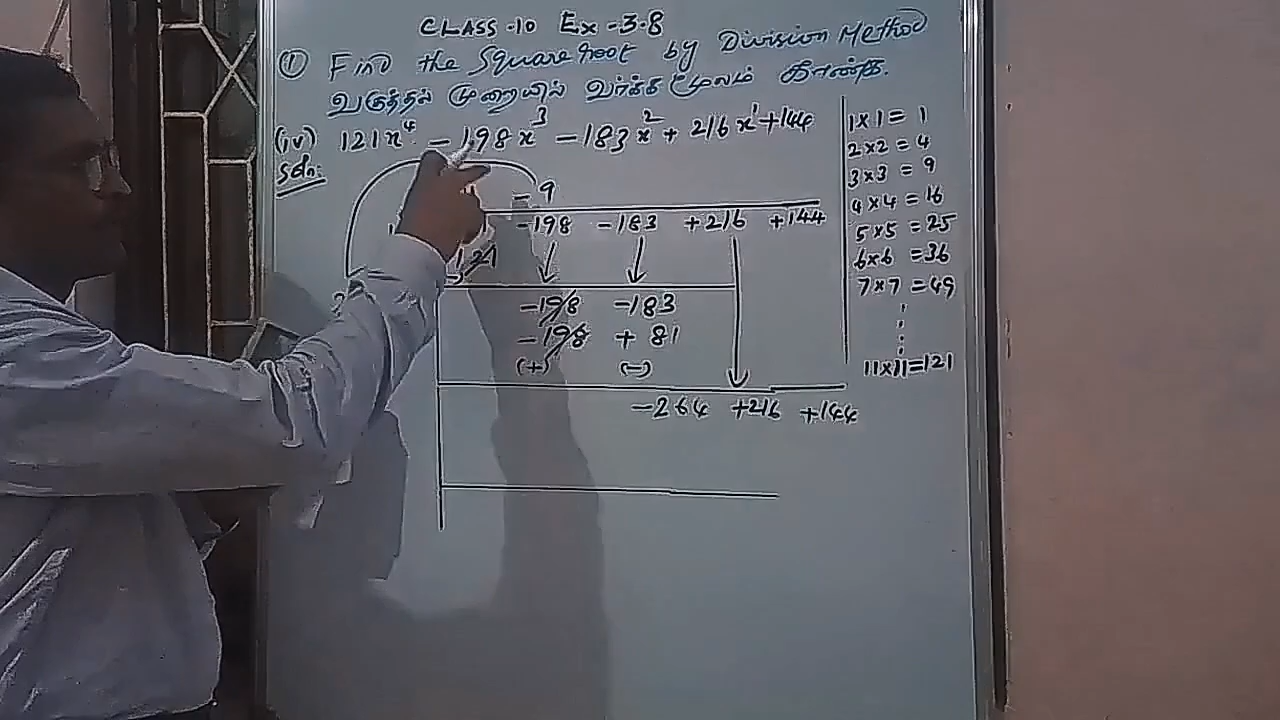 CLASS-10 Ex-3.8
① Find the Square root by Division Method
வகுத்தல் முறையில் வர்க்க மூலம் காண்க.
(iv) 121x⁴ - 198x³ - 183x² + 216x¹ + 144
Soln:
- 9
-198 -183 +216 +144
121
-198 -183
-198 + 81
(+) (-)
-264 +216 +144
1×1 = 1
2×2 = 4
3×3 = 9
4×4 = 16
5×5 = 25
6×6 = 36
7×7 = 49
11×11=121